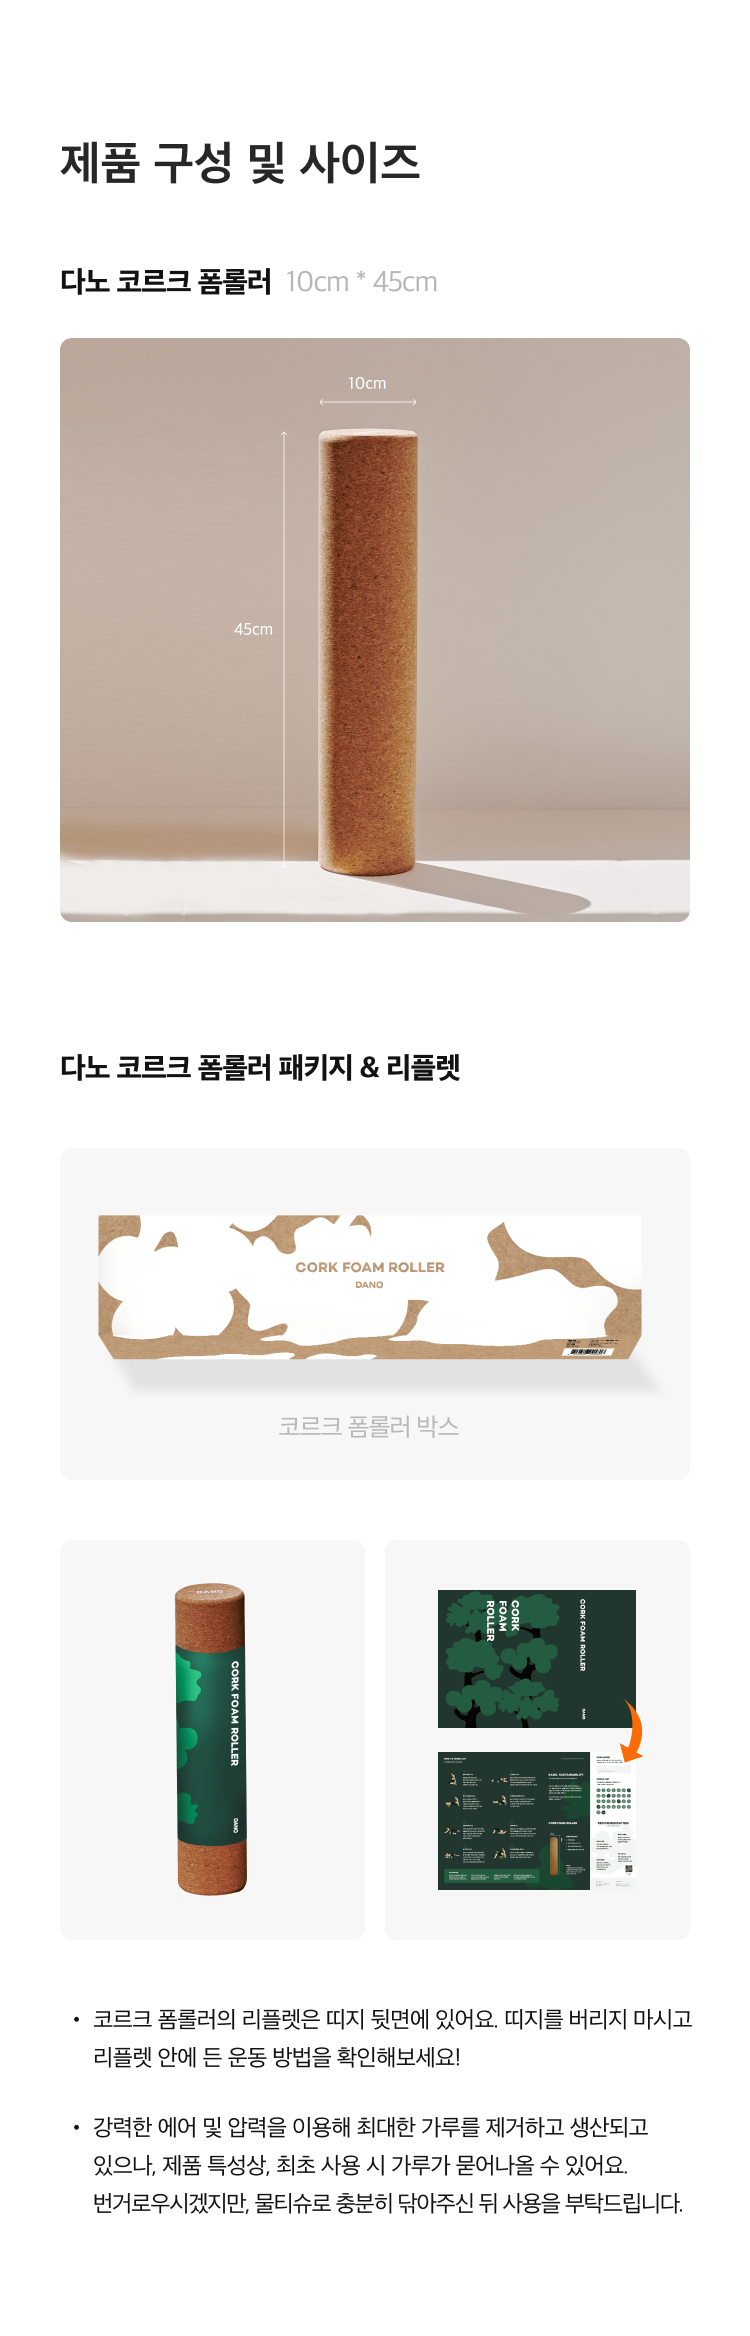 제품 구성 및 사이즈
다노 코르크 폼롤러 10cm * 45cm
10cm
45cm
다노 코르크 폼롤러 패키지 & 리플렛
CORK FOAM ROLLER
DANO
코르크 폼롤러 박스
DANO
CORK FOAM ROLLER
DANO
CORK
FOAM
ROLLER
CORK FOAM ROLLER
DANO
• 코르크 폼롤러의 리플렛은 띠지 뒷면에 있어요. 띠지를 버리지 마시고
리플렛 안에 든 운동 방법을 확인해보세요!
• 강력한 에어 및 압력을 이용해 최대한 가루를 제거하고 생산되고
있으나, 제품 특성상, 최초 사용 시 가루가 묻어나올 수 있어요.
번거로우시겠지만, 물티슈로 충분히 닦아주신 뒤 사용을 부탁드립니다.